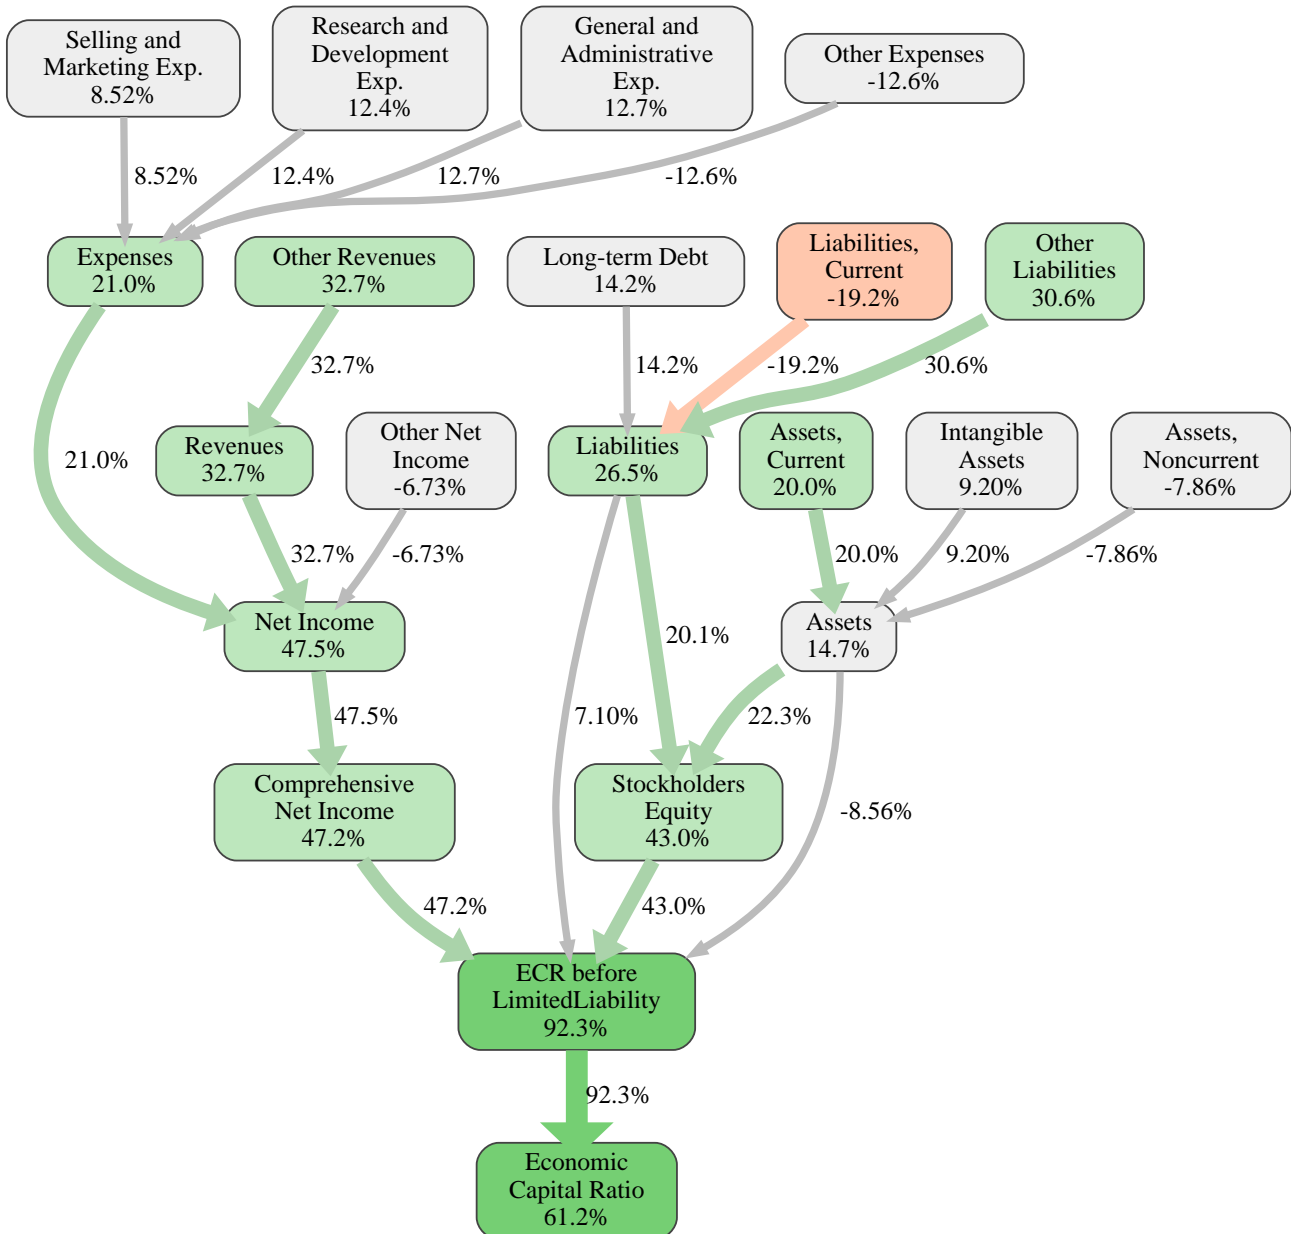 Selling and
Marketing Exp.
8.52%
Research and
Development
Exp.
12.4%
General and
Administrative
Exp.
12.7%
Other Expenses
-12.6%
8.52%
12.4%
12.7%
-12.6%
Expenses
21.0%
Other Revenues
32.7%
Long-term Debt
14.2%
Liabilities,
Current
-19.2%
Other
Liabilities
30.6%
32.7%
14.2%
-19.2%
30.6%
21.0%
Revenues
32.7%
Other Net
Income
-6.73%
Liabilities
26.5%
Assets,
Current
20.0%
Intangible
Assets
9.20%
Assets,
Noncurrent
-7.86%
32.7%
-6.73%
20.0%
9.20%
-7.86%
Net Income
47.5%
20.1%
Assets
14.7%
47.5%
7.10%
22.3%
Comprehensive
Net Income
47.2%
Stockholders
Equity
43.0%
-8.56%
47.2%
43.0%
ECR before
LimitedLiability
92.3%
92.3%
Economic
Capital Ratio
61.2%